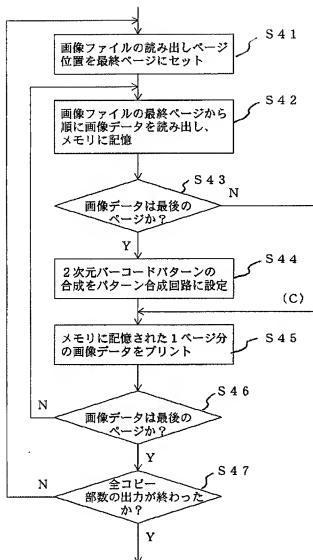 画像ファイルの読み出しページ
位置を最終ページにセット
S41
画像ファイルの最終ページから
順に画像データを読み出し、
メモリに記憶
S42
画像データは最後の
ページか?
S43
N
Y
2次元バーコードパターンの
合成をパターン合成回路に設定
S44
(C)
メモリに記憶された1ページ分
の画像データをプリント
S45
画像データは最後の
ページか?
S46
N
Y
全コピー
部数の出力が終わった
か?
S47
N
Y